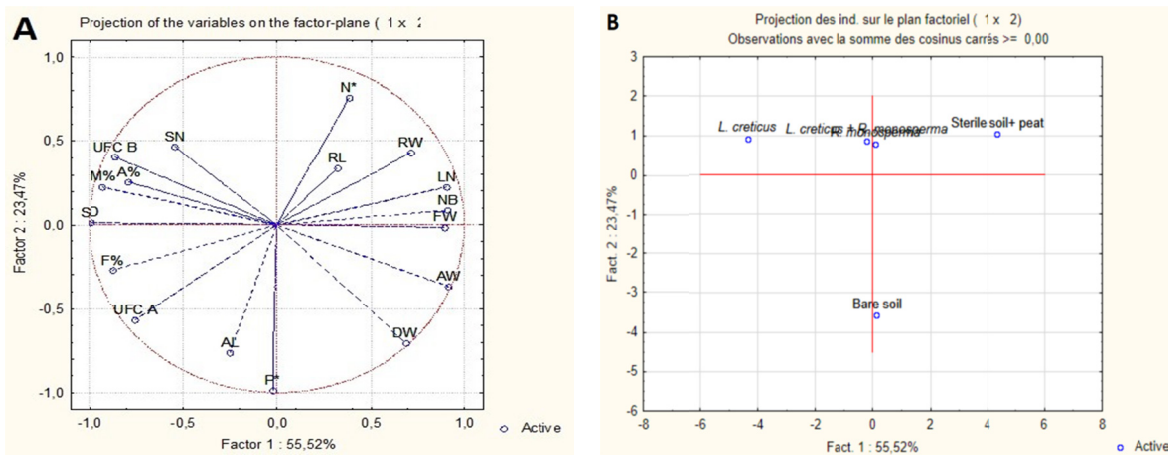 A
Projection of the variables on the factor-plane ( 1 x 2
1,0
0,5
0,0
-0,5
-1,0
Factor 2 : 23,47%
N*
SN
UFC B
RW
RL
A%
M%
LN
NB
FW
F%
AW
UFC A
AL
DW
P*
-1,0 -0,5 0,0 0,5 1,0
Factor 1 : 55,52%
Active
B
Projection des ind. sur le plan factoriel ( 1 x 2)
Observations avec la somme des cosinus carrés >= 0,00
3
2
1
0
-1
-2
-3
-4
-5
-6
Fact. 2 : 23,47%
L. creticus
L. creticus + R. monosperma
R. monosperma
Sterile soil+ peat
Bare soil
-8 -6 -4 -2 0 2 4 6 8
Fact. 1 : 55,52%
Active